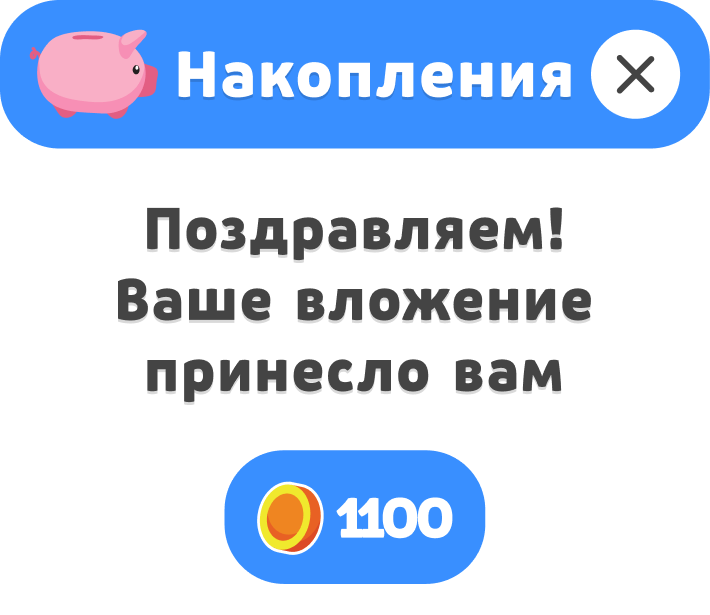 Накопления
Поздравляем!
Ваше вложение
принесло вам
1100